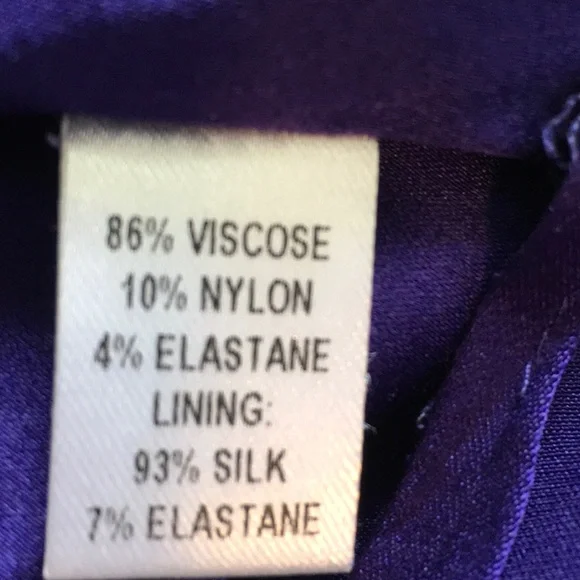 86% VISCOSE
10% NYLON
4% ELASTANE
LINING:
93% SILK
7% ELASTANE